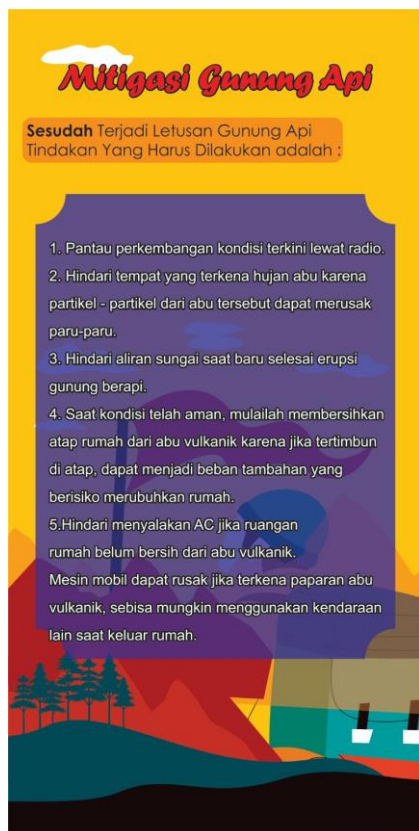 Mitigasi Gunung Api
Sesudah Terjadi Letusan Gunung Api
Tindakan Yang Harus Dilakukan adalah :
1. Pantau perkembangan kondisi terkini lewat radio.
2. Hindari tempat yang terkena hujan abu karena
partikel - partikel dari abu tersebut dapat merusak
paru-paru.
3. Hindari aliran sungai saat baru selesai erupsi
gunung berapi.
4. Saat kondisi telah aman, mulailah membersihkan
atap rumah dari abu vulkanik karena jika tertimbun
di atap, dapat menjadi beban tambahan yang
berisiko merubuhkan rumah.
5.Hindari menyalakan AC jika ruangan
rumah belum bersih dari abu vulkanik.
Mesin mobil dapat rusak jika terkena paparan abu
vulkanik, sebisa mungkin menggunakan kendaraan
lain saat keluar rumah.